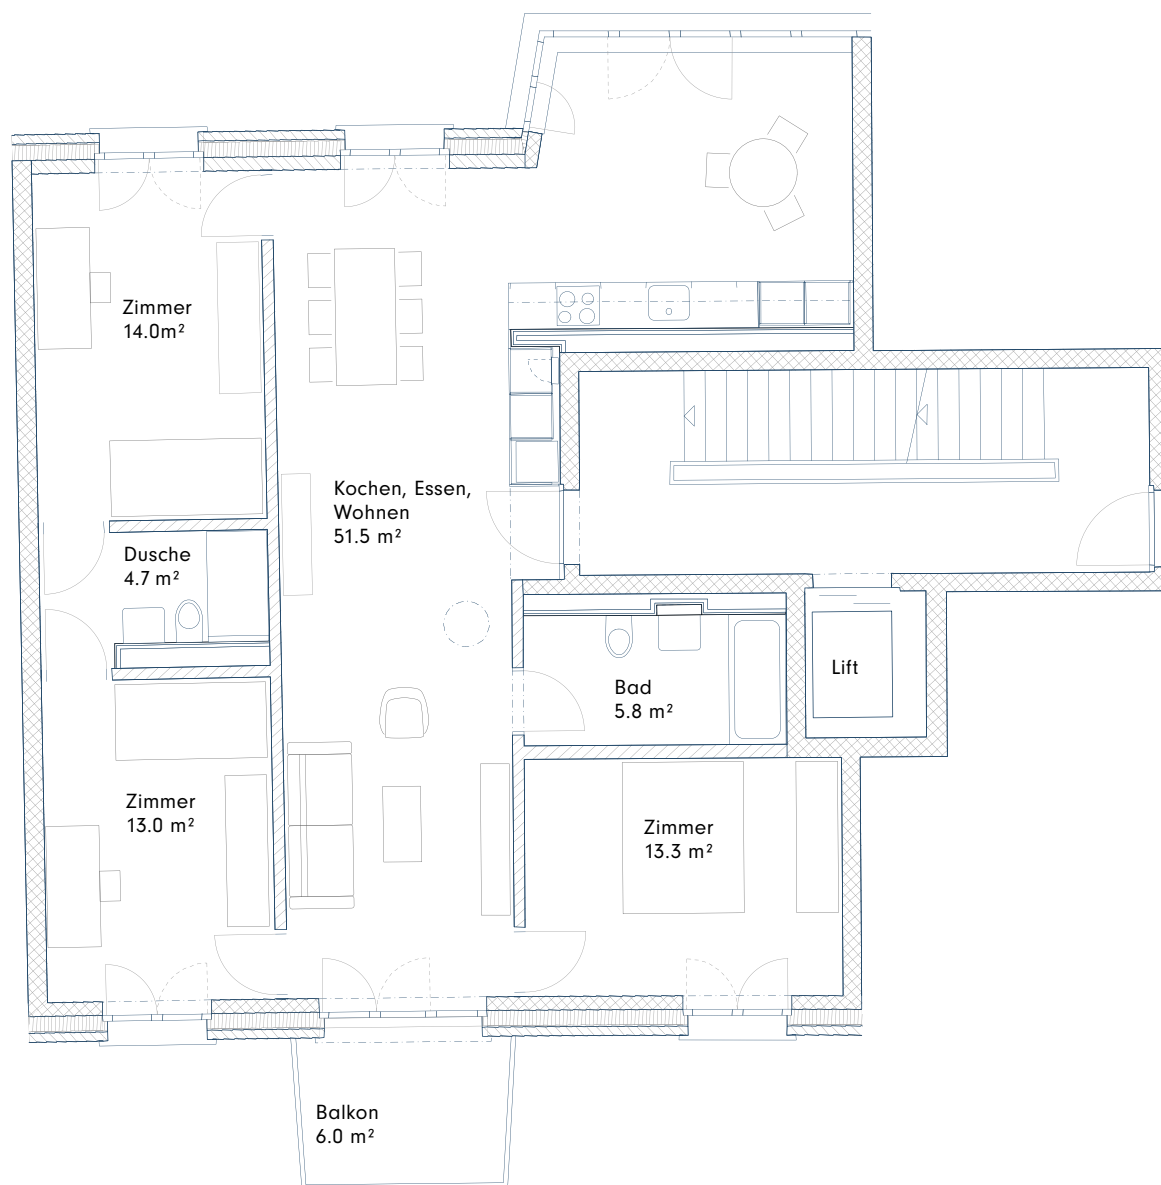 Zimmer
14.0m²
Kochen, Essen,
Wohnen
51.5 m²
Dusche
4.7 m²
Lift
Bad
5.8 m²
Zimmer
13.0 m²
Zimmer
13.3 m²
Balkon
6.0 m²